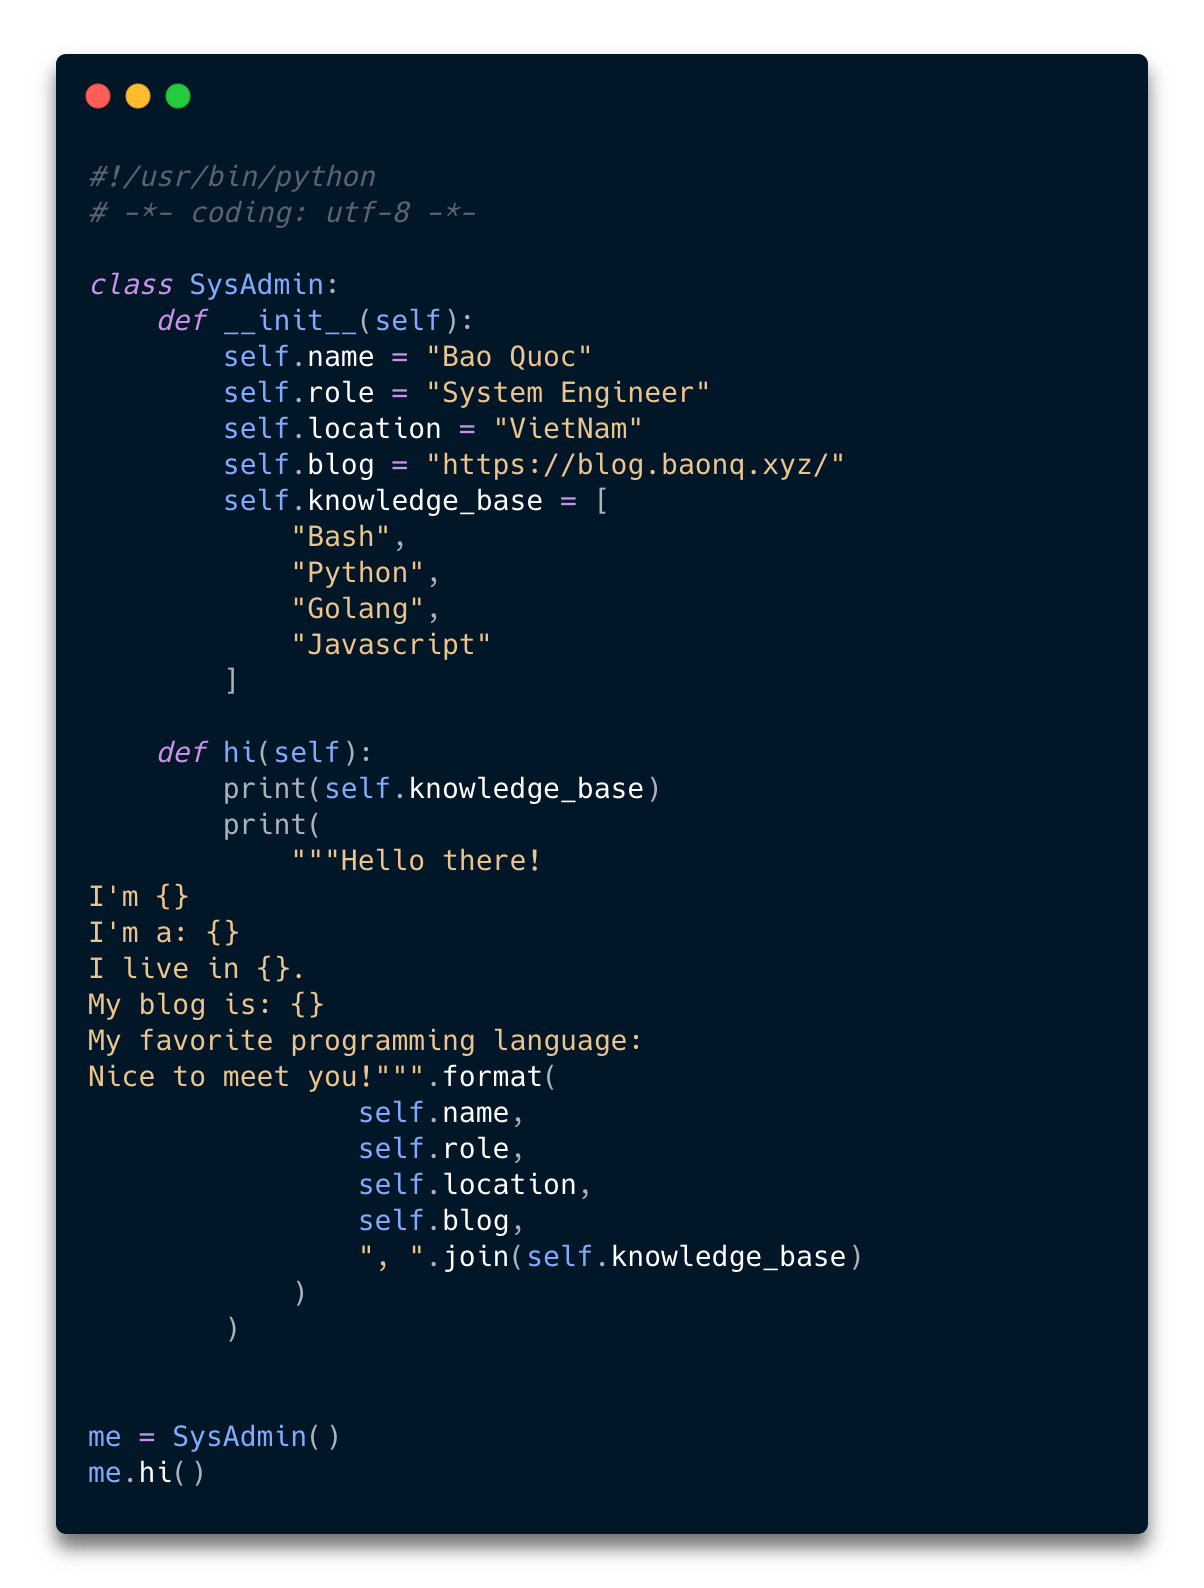 #!/usr/bin/python
# -*- coding: utf-8 -*-

class SysAdmin:
    def __init__(self):
        self.name = "Bao Quoc"
        self.role = "System Engineer"
        self.location = "VietNam"
        self.blog = "https://blog.baonq.xyz/"
        self.knowledge_base = [
            "Bash",
            "Python",
            "Golang",
            "Javascript"
        ]

    def hi(self):
        print(self.knowledge_base)
        print(
            """Hello there!
I'm {}
I'm a: {}
I live in {}.
My blog is: {}
My favorite programming language:
Nice to meet you!""".format(
                self.name,
                self.role,
                self.location,
                self.blog,
                ", ".join(self.knowledge_base)
            )
        )


me = SysAdmin()
me.hi()